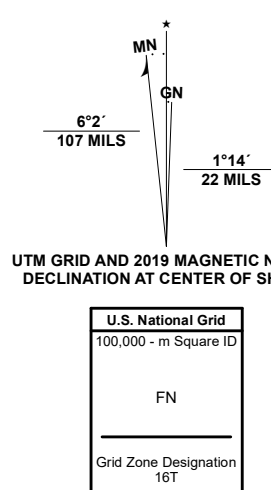 ★
MN
GN
6°2´
107 MILS
1°14´
22 MILS
UTM GRID AND 2019 MAGNETIC
DECLINATION AT CENTER OF
U.S. National Grid
100,000 - m Square ID
FN
Grid Zone Designation
16T